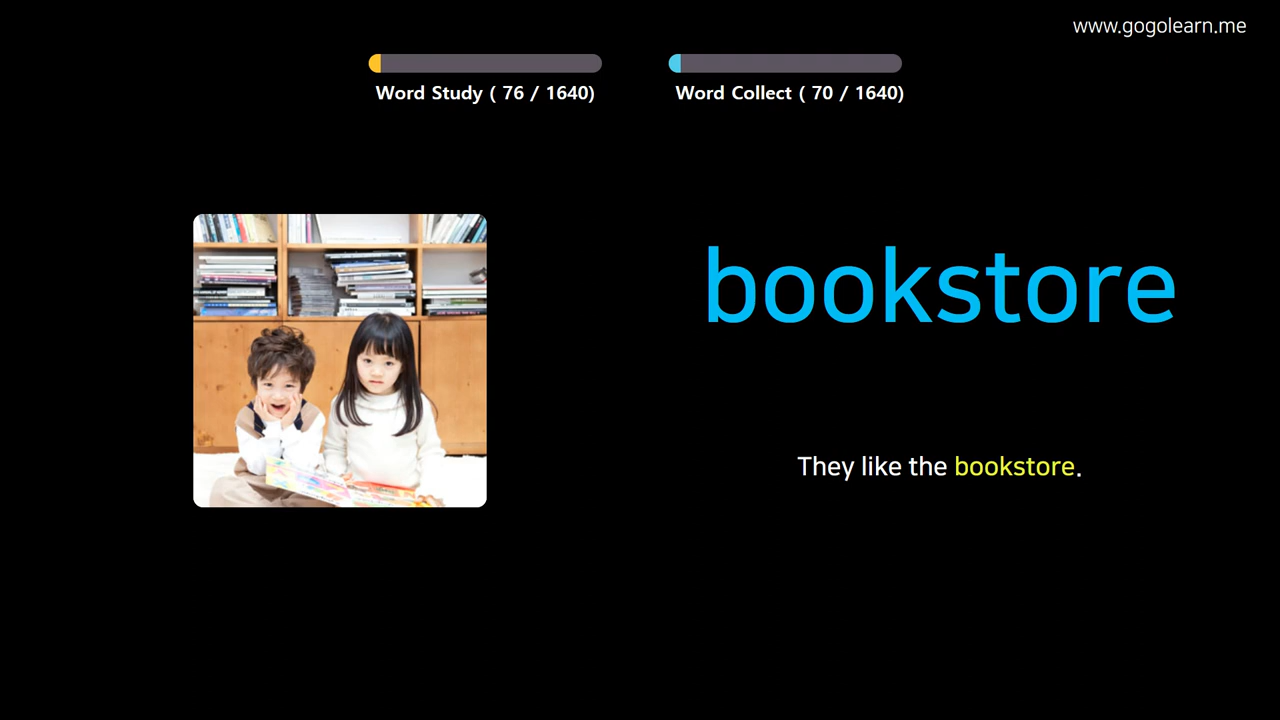 www.gogolearn.me
Word Study ( 76 / 1640)
Word Collect ( 70 / 1640)
bookstore
They like the bookstore.